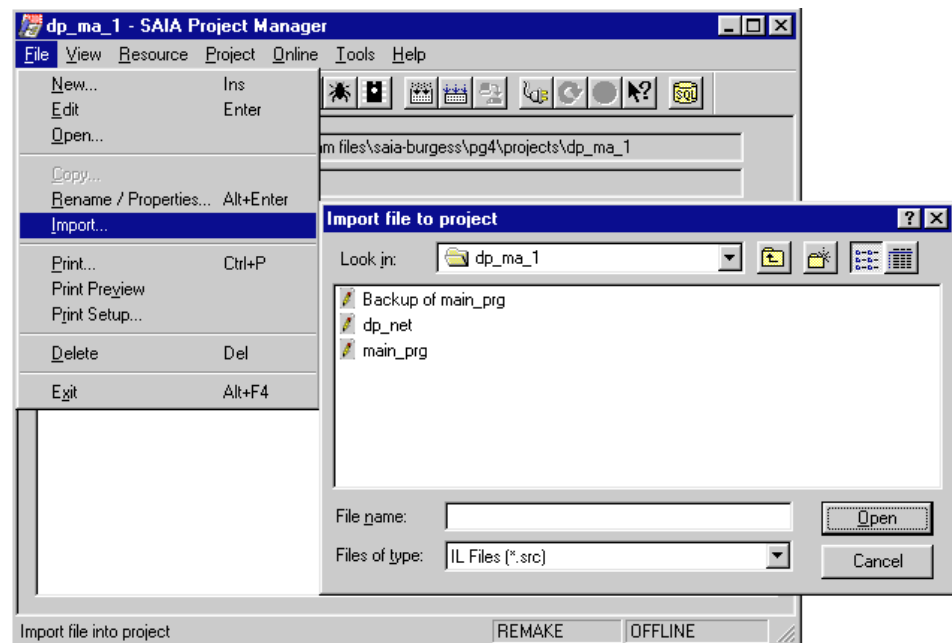 dp_ma_1 - SAIA Project Manager
File View Resource Project Online Tools Help
New... Ins
Edit Enter
Open...
m files\saia-burgess\pg4\projects\dp_ma_1
Copy...
Rename / Properties... Alt+Enter
Import...
Print... Ctrl+P
Print Preview
Print Setup...
Delete Del
Exit Alt+F4
Import file to project
Look in: dp_ma_1
Backup of main_prg
dp_net
main_prg
File name: Open
Files of type: IL Files (*.src) Cancel
Import file into project REMAKE OFFLINE